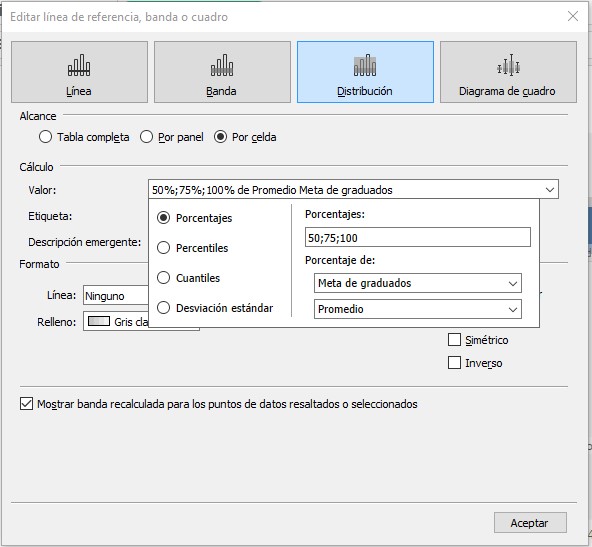 Editar línea de referencia, banda o cuadro
Línea
Banda
Distribución
Diagrama de cuadro
Alcance
Tabla completa
Por panel
Por celda
Cálculo
Valor:
50%;75%;100% de Promedio Meta de graduados
Etiqueta:
Descripción emergente:
Porcentajes
Percentiles
Cuantiles
Desviación estándar
Porcentajes:
50;75;100
Porcentaje de:
Meta de graduados
Promedio
Formato
Línea:
Ninguno
Relleno:
Gris cla
Simétrico
Inverso
Mostrar banda recalculada para los puntos de datos resaltados o seleccionados
Aceptar